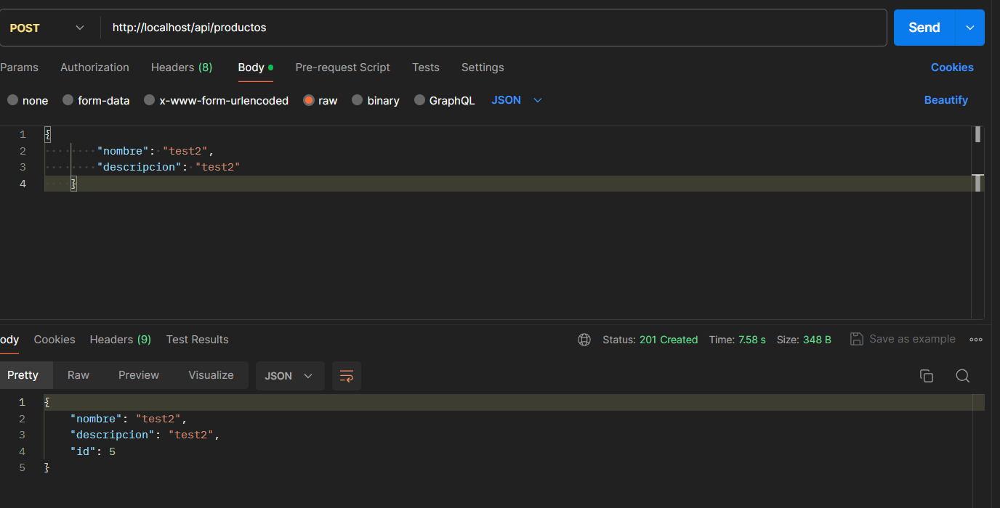 POST http://localhost/api/productos Send
Params Authorization Headers (8) Body Pre-request Script Tests Settings Cookies
none form-data x-www-form-urlencoded raw binary GraphQL JSON Beautify
1 {
2 "nombre": "test2",
3 "descripcion": "test2"
4 }
ody Cookies Headers (9) Test Results Status: 201 Created Time: 7.58 s Size: 348 B Save as example
Pretty Raw Preview Visualize JSON
1 {
2 "nombre": "test2",
3 "descripcion": "test2",
4 "id": 5
5 }